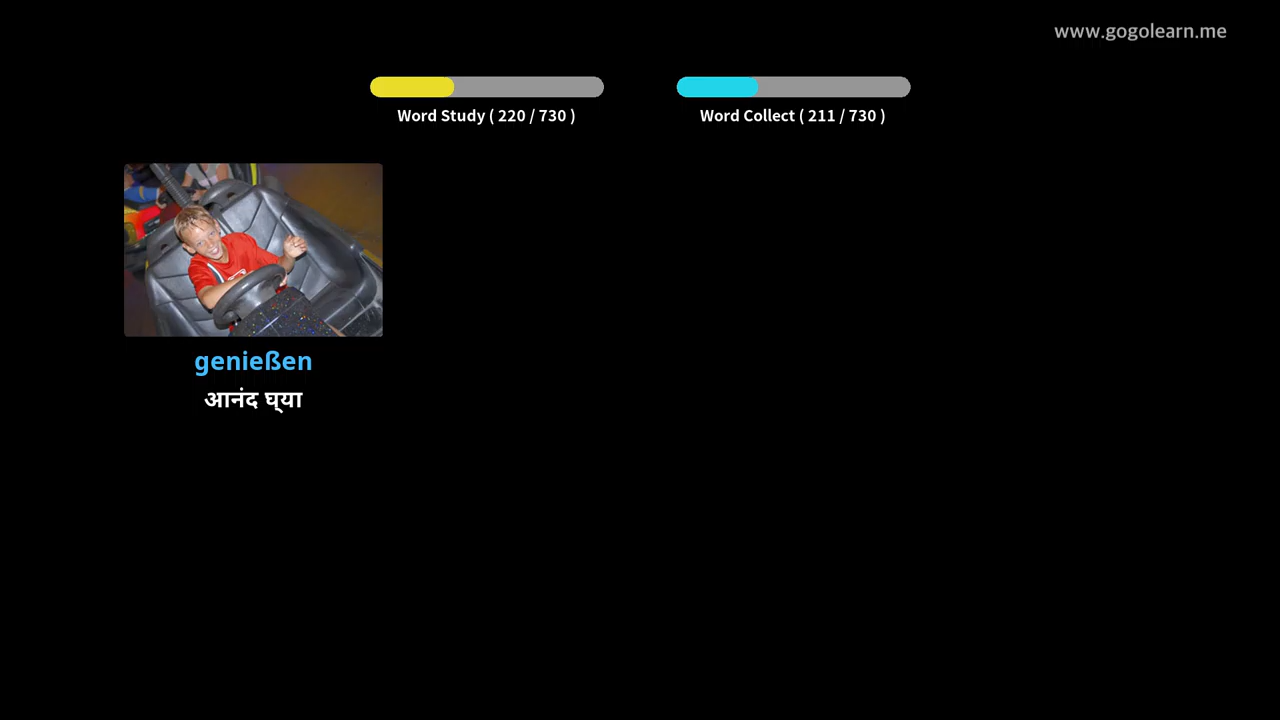 www.gogolearn.me
Word Study ( 220 / 730 )
Word Collect ( 211 / 730 )
genießen
आनंद घ्या